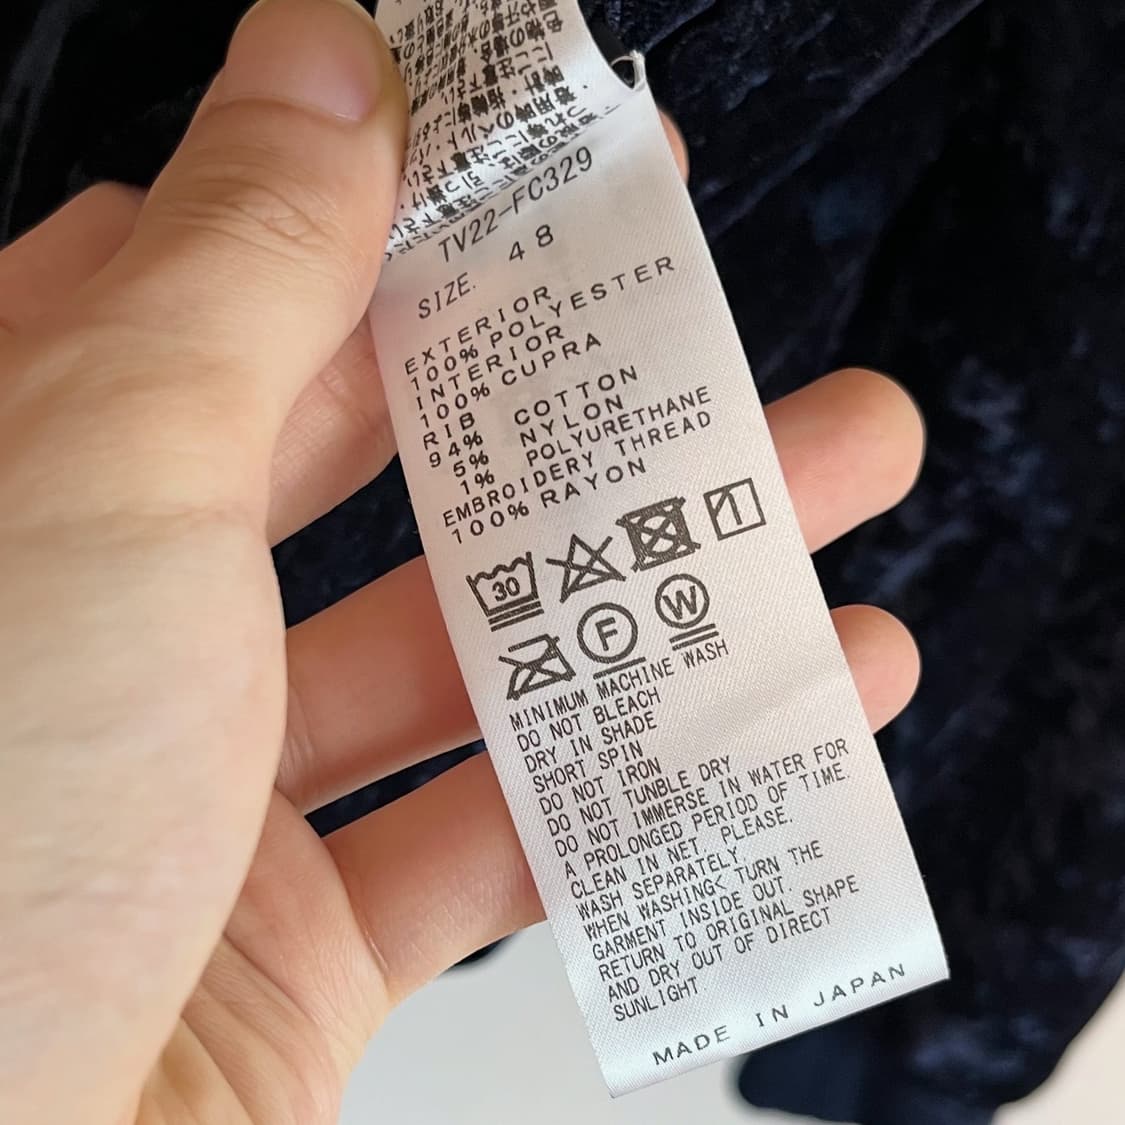 TV22-FC329
SIZE. 48
EXTERIOR
100% POLYESTER
INTERIOR
100% CUPRA
RIB
94% COTTON
5% NYLON
1% POLYURETHANE
EMBROIDERY THREAD
100% RAYON
30
F W
MINIMUM MACHINE WASH
DO NOT BLEACH
DRY IN SHADE
SHORT SPIN
DO NOT IRON
DO NOT TUNBLE DRY
DO NOT IMMERSE IN WATER FOR
A PROLONGED PERIOD OF TIME.
CLEAN IN NET. PLEASE.
WASH SEPARATELY.
WHEN WASHING< TURN THE
GARMENT INSIDE OUT.
RETURN TO ORIGINAL SHAPE
AND DRY OUT OF DIRECT
SUNLIGHT
MADE IN JAPAN